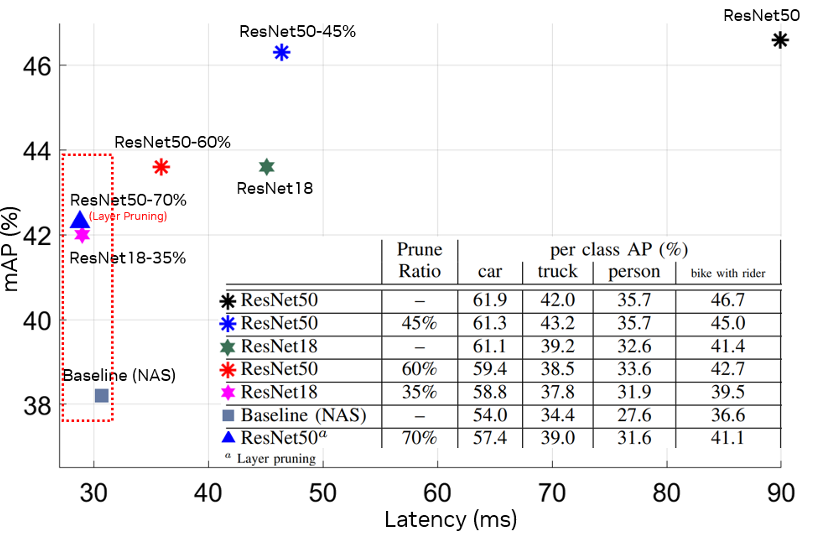 ResNet50
ResNet50-45%
46
ResNet50-60%
44
ResNet18
ResNet50-70%
(Layer Pruning)
42
ResNet18-35%
mAP (%)
40
Baseline (NAS)
38
Prune Ratio per class AP (%)
car truck person bike with rider
ResNet50 – 61.9 42.0 35.7 46.7
ResNet50 45% 61.3 43.2 35.7 45.0
ResNet18 – 61.1 39.2 32.6 41.4
ResNet50 60% 59.4 38.5 33.6 42.7
ResNet18 35% 58.8 37.8 31.9 39.5
Baseline (NAS) – 54.0 34.4 27.6 36.6
ResNet50ᵃ 70% 57.4 39.0 31.6 41.1
ᵃ Layer pruning
30 40 50 60 70 80 90
Latency (ms)